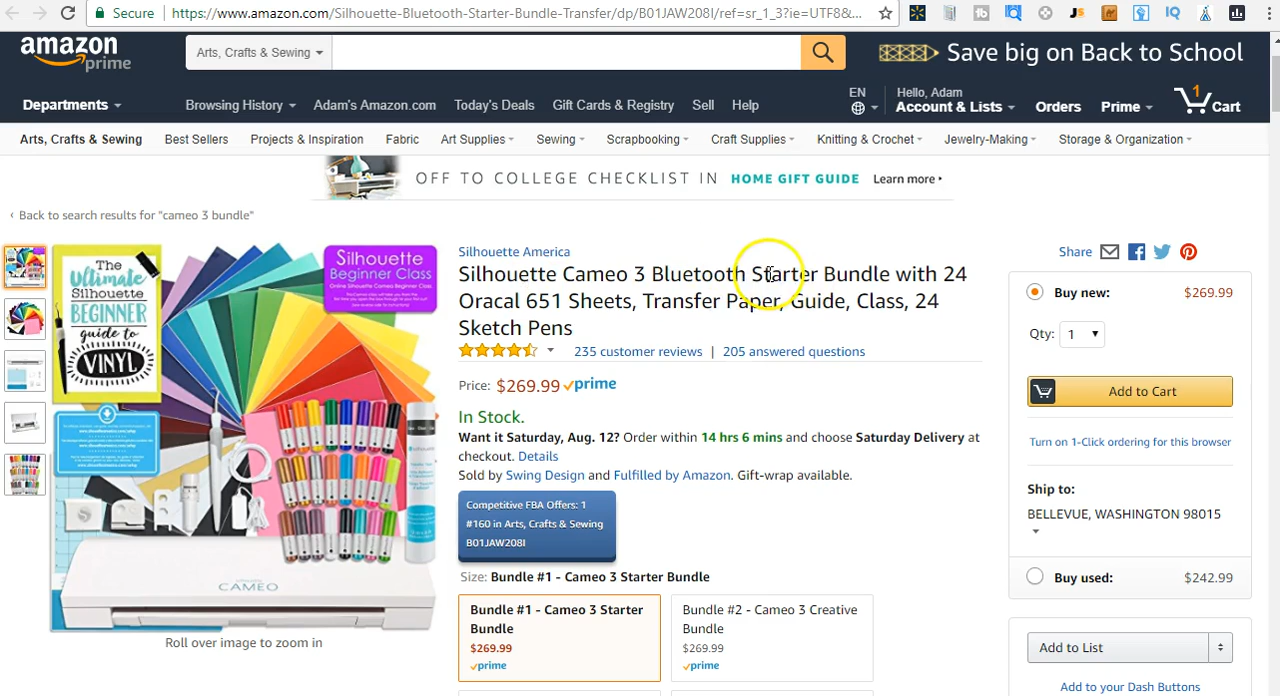 Secure
https://www.amazon.com/Silhouette-Bluetooth-Starter-Bundle-Transfer/dp/B01JAW208I/ref=sr_1_3?ie=UTF8&...
amazon
prime
Arts, Crafts & Sewing
Save big on Back to School
Departments
Browsing History
Adam's Amazon.com
Today's Deals
Gift Cards & Registry
Sell
Help
EN
Hello, Adam
Account & Lists
Orders
Prime
1
Cart
Arts, Crafts & Sewing
Best Sellers
Projects & Inspiration
Fabric
Art Supplies
Sewing
Scrapbooking
Craft Supplies
Knitting & Crochet
Jewelry-Making
Storage & Organization
OFF TO COLLEGE CHECKLIST IN HOME GIFT GUIDE Learn more
‹ Back to search results for "cameo 3 bundle"
The
Ultimate
Silhouette
BEGINNER
guide to
VINYL
Silhouette
Beginner Class
CAMEO
Roll over image to zoom in
Silhouette America
Silhouette Cameo 3 Bluetooth Starter Bundle with 24
Oracal 651 Sheets, Transfer Paper, Guide, Class, 24
Sketch Pens
235 customer reviews | 205 answered questions
Price: $269.99 prime
In Stock.
Want it Saturday, Aug. 12? Order within 14 hrs 6 mins and choose Saturday Delivery at
checkout. Details
Sold by Swing Design and Fulfilled by Amazon. Gift-wrap available.
Competitive FBA Offers: 1
#160 in Arts, Crafts & Sewing
B01JAW208I
Size: Bundle #1 - Cameo 3 Starter Bundle
Bundle #1 - Cameo 3 Starter
Bundle
$269.99
prime
Bundle #2 - Cameo 3 Creative
Bundle
$269.99
prime
Share
Buy new: $269.99
Qty: 1
Add to Cart
Turn on 1-Click ordering for this browser
Ship to:
BELLEVUE, WASHINGTON 98015
Buy used: $242.99
Add to List
Add to your Dash Buttons